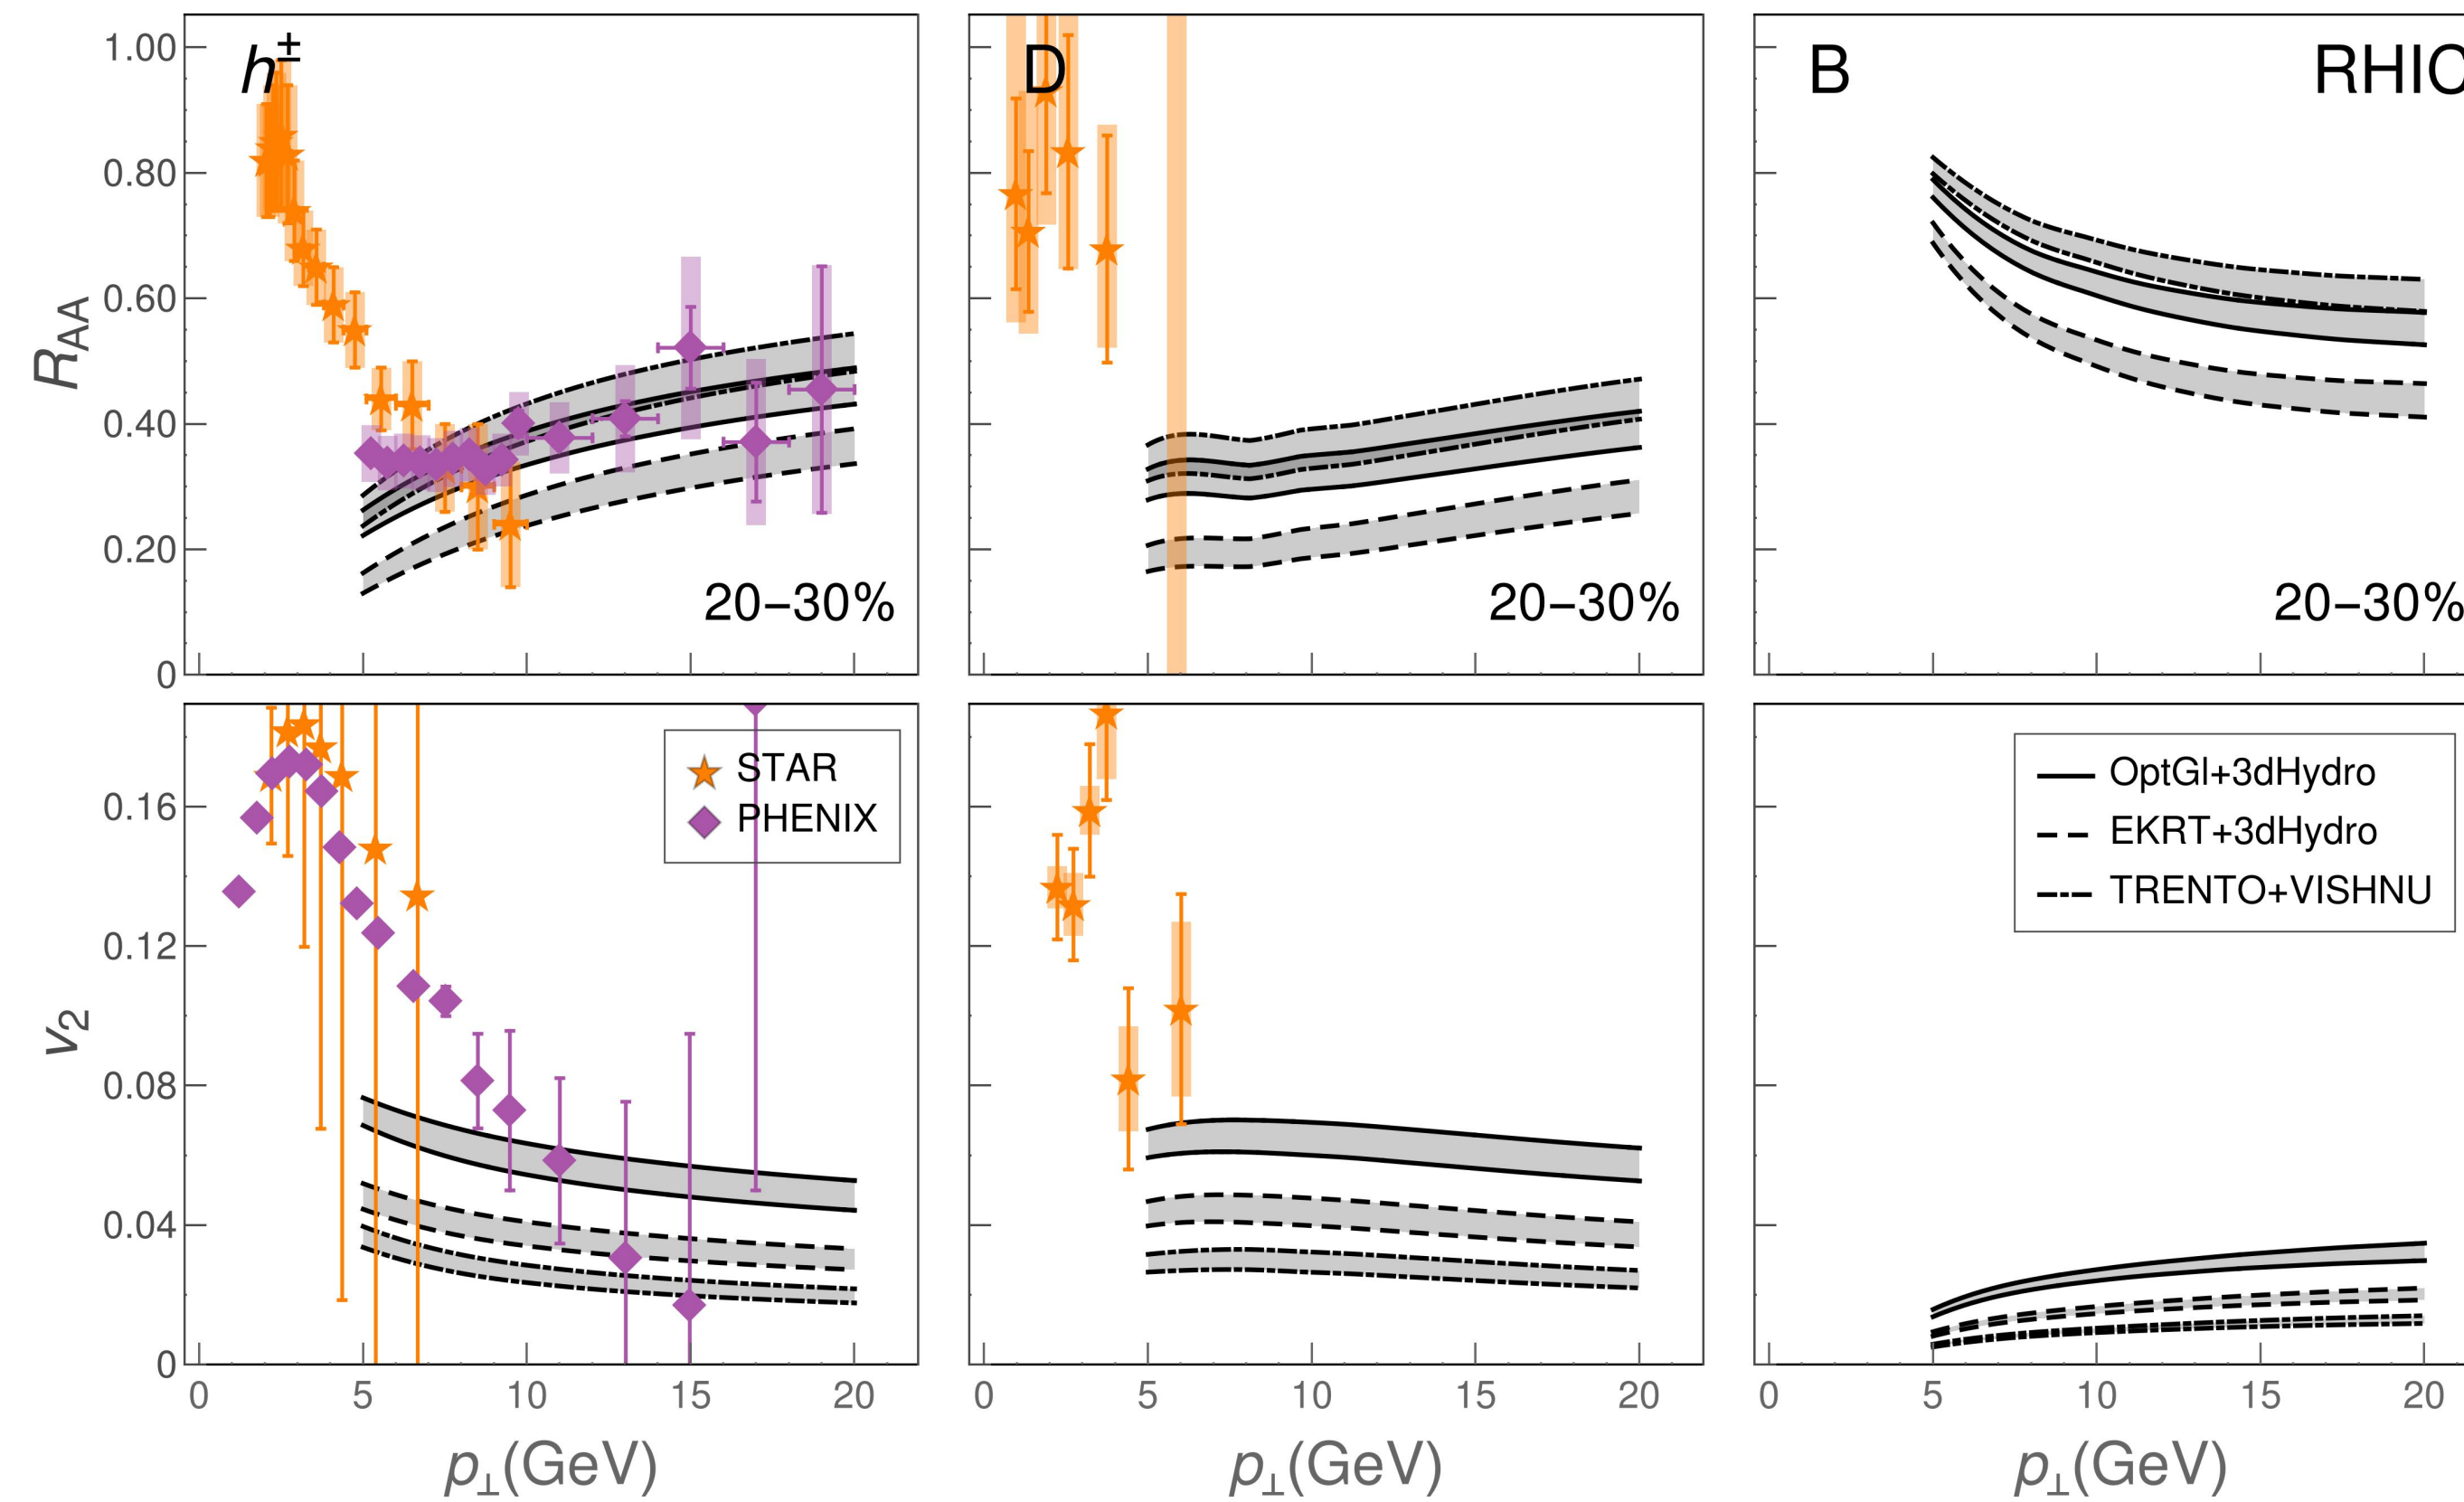 h±
D
B
RHIC
1.00
0.80
0.60
0.40
0.20
0
R_AA
20−30%
20−30%
20−30%
STAR
PHENIX
OptGl+3dHydro
EKRT+3dHydro
TRENTO+VISHNU
0.16
0.12
0.08
0.04
0
v₂
0 5 10 15 20
0 5 10 15 20
0 5 10 15 20
p⊥(GeV)
p⊥(GeV)
p⊥(GeV)